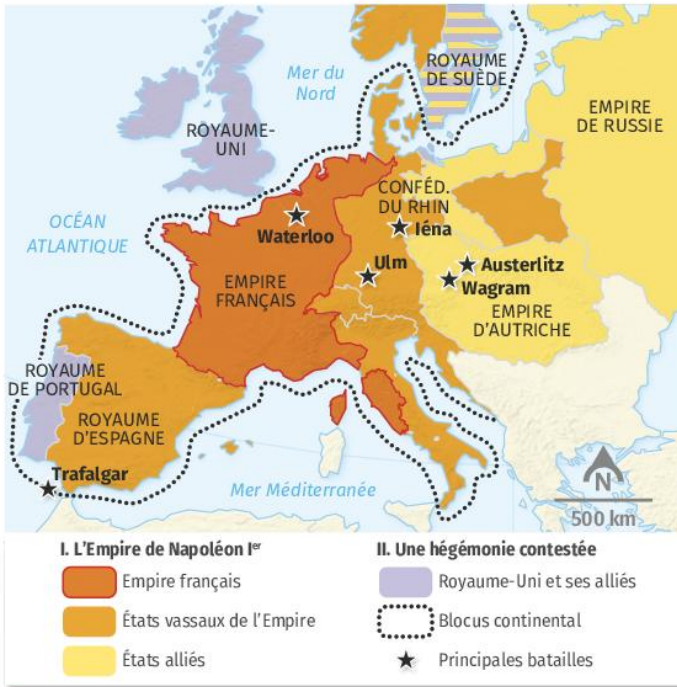 Mer du
Nord
ROYAUME
DE SUÈDE
EMPIRE
DE RUSSIE
ROYAUME-
UNI
OCÉAN
ATLANTIQUE
CONFÉD.
DU RHIN
Waterloo
Iéna
Ulm
Austerlitz
Wagram
EMPIRE
FRANÇAIS
EMPIRE
D'AUTRICHE
ROYAUME
DE PORTUGAL
ROYAUME
D'ESPAGNE
Trafalgar
Mer Méditerranée
N
500 km
I. L'Empire de Napoléon Ier
Empire français
États vassaux de l'Empire
États alliés
II. Une hégémonie contestée
Royaume-Uni et ses alliés
Blocus continental
Principales batailles